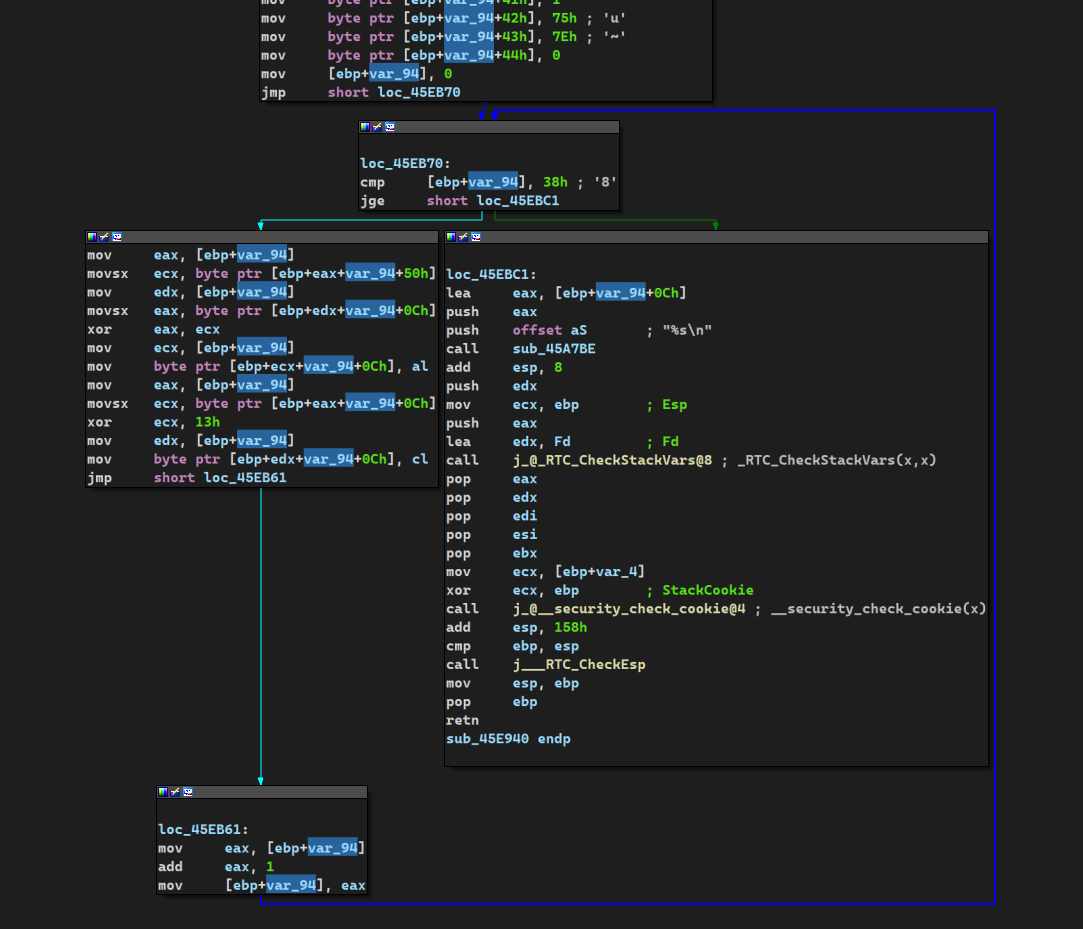 mov     byte ptr [ebp+var_94+41h], 1
mov     byte ptr [ebp+var_94+42h], 75h ; 'u'
mov     byte ptr [ebp+var_94+43h], 7Eh ; '~'
mov     byte ptr [ebp+var_94+44h], 0
mov     [ebp+var_94], 0
jmp     short loc_45EB70
loc_45EB70:
cmp     [ebp+var_94], 38h ; '8'
jge     short loc_45EBC1
mov     eax, [ebp+var_94]
movsx   ecx, byte ptr [ebp+eax+var_94+50h]
mov     edx, [ebp+var_94]
movsx   eax, byte ptr [ebp+edx+var_94+0Ch]
xor     eax, ecx
mov     ecx, [ebp+var_94]
mov     byte ptr [ebp+ecx+var_94+0Ch], al
mov     eax, [ebp+var_94]
movsx   ecx, byte ptr [ebp+eax+var_94+0Ch]
xor     ecx, 13h
mov     edx, [ebp+var_94]
mov     byte ptr [ebp+edx+var_94+0Ch], cl
jmp     short loc_45EB61
loc_45EBC1:
lea     eax, [ebp+var_94+0Ch]
push    eax
push    offset aS       ; "%s\n"
call    sub_45A7BE
add     esp, 8
push    edx
mov     ecx, ebp        ; Esp
push    eax
lea     edx, Fd         ; Fd
call    j_@_RTC_CheckStackVars@8 ; _RTC_CheckStackVars(x,x)
pop     eax
pop     edx
pop     edi
pop     esi
pop     ebx
mov     ecx, [ebp+var_4]
xor     ecx, ebp        ; StackCookie
call    j_@__security_check_cookie@4 ; __security_check_cookie(x)
add     esp, 158h
cmp     ebp, esp
call    j___RTC_CheckEsp
mov     esp, ebp
pop     ebp
retn
sub_45E940 endp
loc_45EB61:
mov     eax, [ebp+var_94]
add     eax, 1
mov     [ebp+var_94], eax